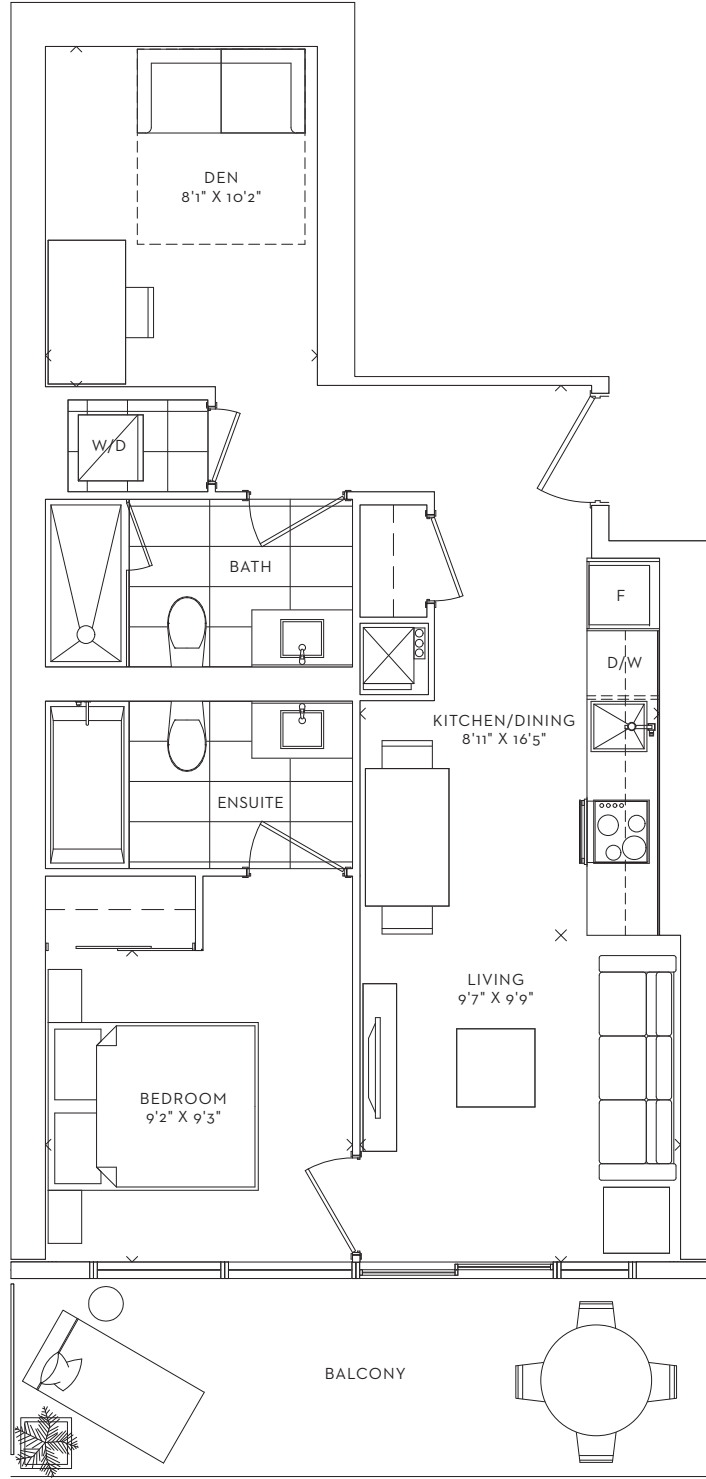 DEN
8'1" X 10'2"
W/D
BATH
F
D/W
KITCHEN/DINING
8'11" X 16'5"
ENSUITE
LIVING
9'7" X 9'9"
BEDROOM
9'2" X 9'3"
BALCONY